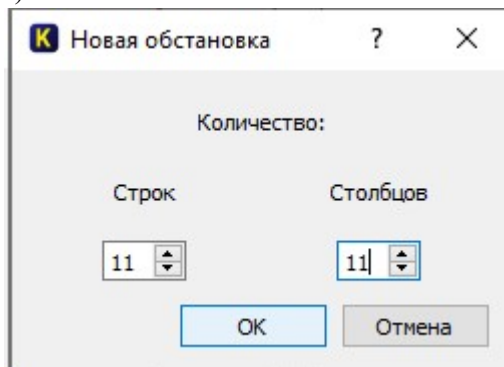 K Новая обстановка ? ×
Количество:
Строк Столбцов
11 11
OK Отмена